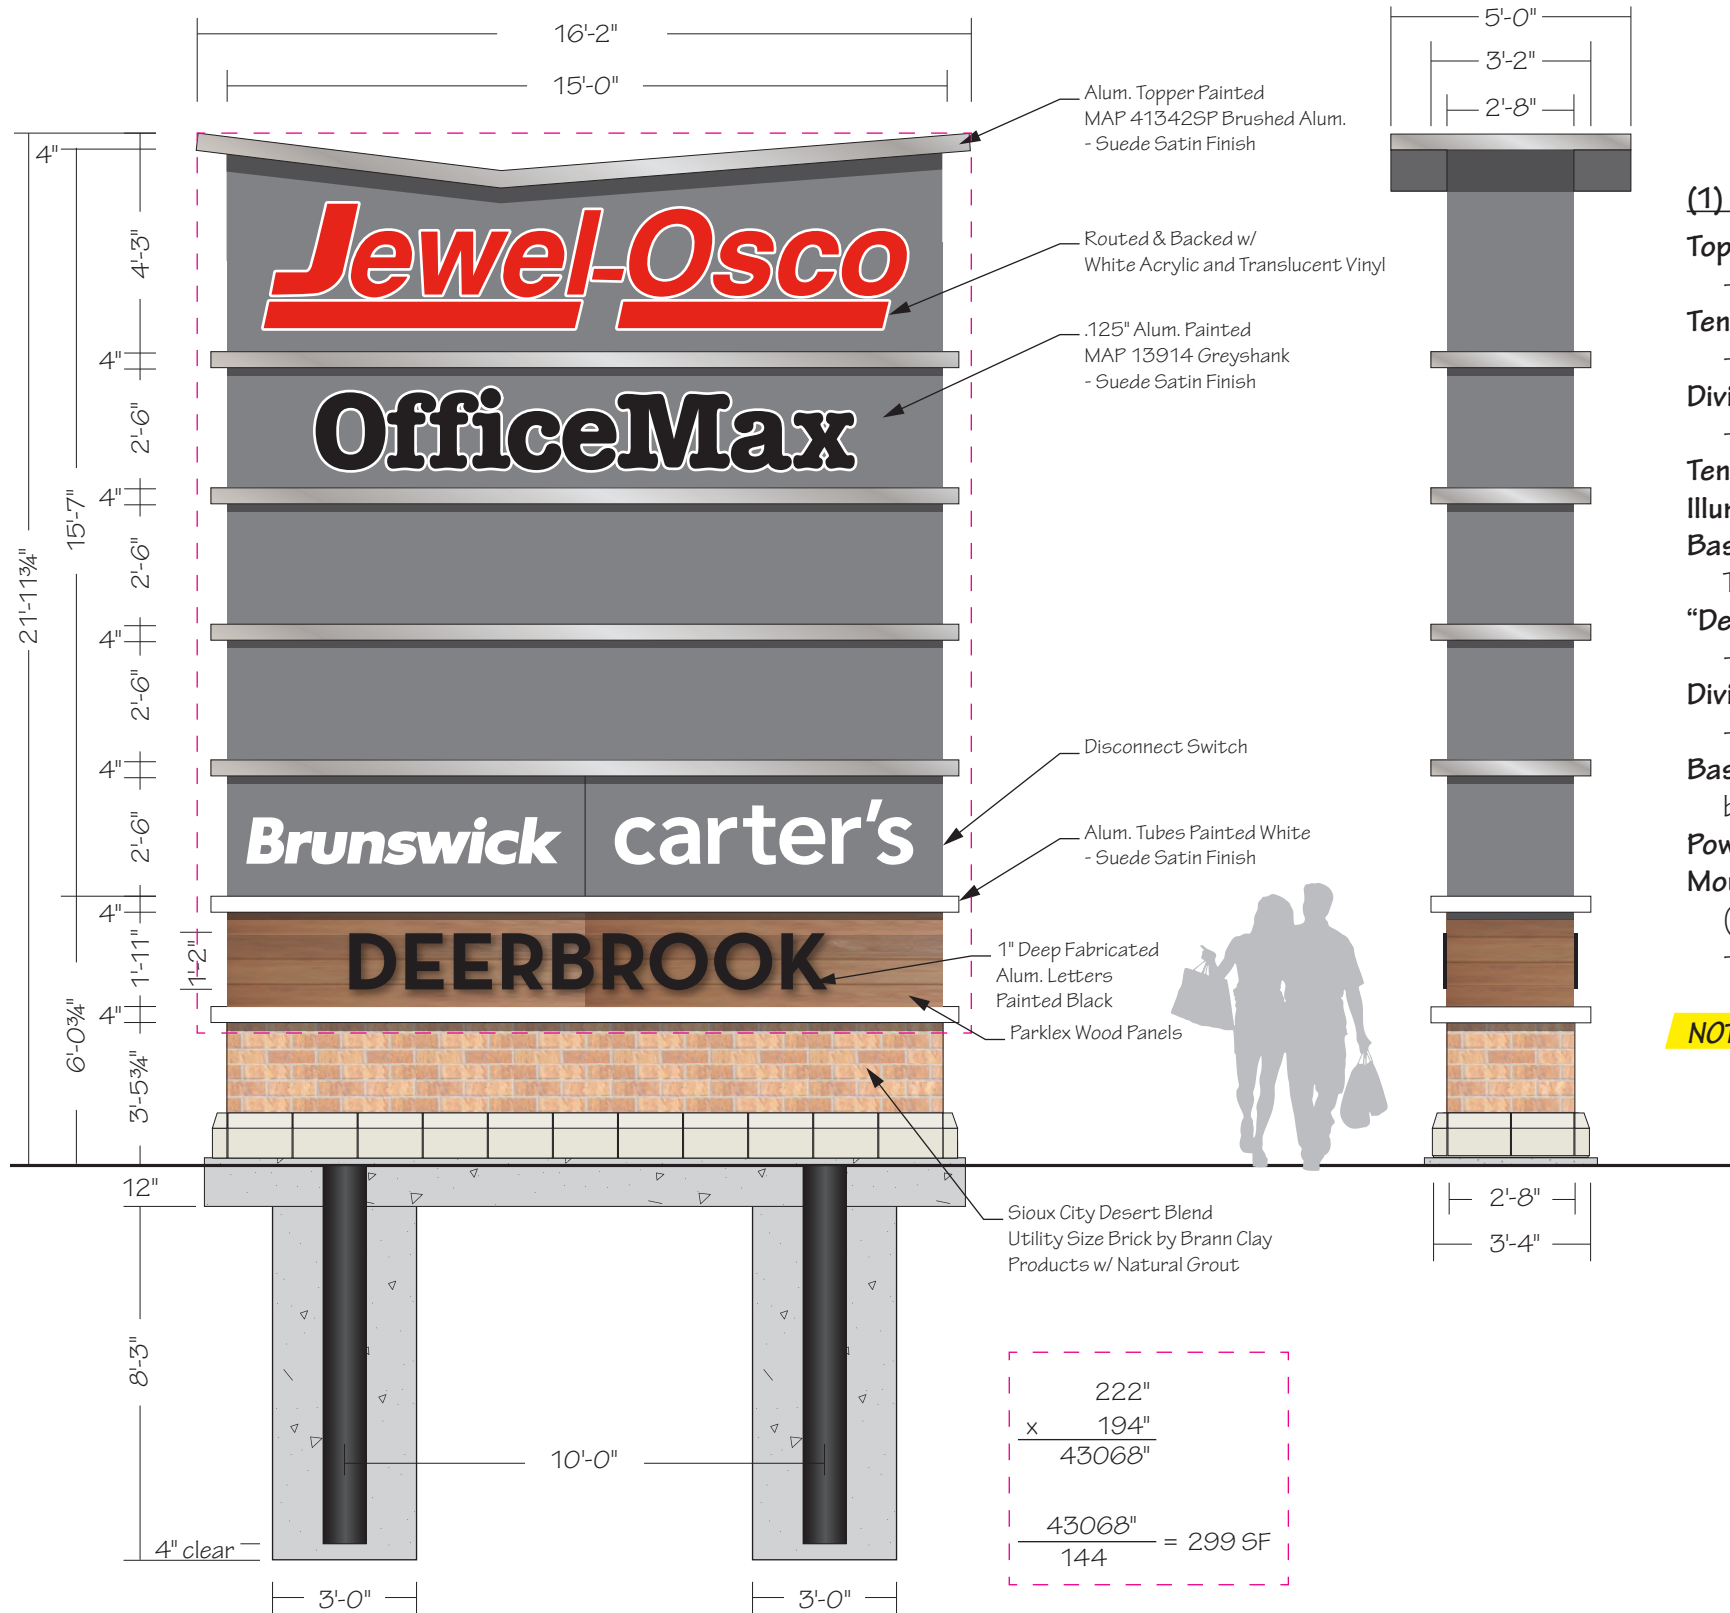 16'-2"
15'-0"
5'-0"
3'-2"
2'-8"
4"
4'-3"
4"
2'-6"
4"
2'-6"
4"
2'-6"
4"
2'-6"
4"
1'-11"
1'-2"
4"
3'-5¾"
15'-7"
6'-0¾"
21'-11¾"
Jewel-Osco
OfficeMax
Brunswick
carter's
DEERBROOK
Alum. Topper Painted
MAP 41342SP Brushed Alum.
- Suede Satin Finish
Routed & Backed w/
White Acrylic and Translucent Vinyl
.125" Alum. Painted
MAP 13914 Greyshank
- Suede Satin Finish
Disconnect Switch
Alum. Tubes Painted White
- Suede Satin Finish
1" Deep Fabricated
Alum. Letters
Painted Black
Parklex Wood Panels
Sioux City Desert Blend
Utility Size Brick by Brann Clay
Products w/ Natural Grout
12"
8'-3"
4" clear
10'-0"
3'-0"
3'-0"
2'-8"
3'-4"
222"
x 194"
43068"
43068"
144
= 299 SF
(1)